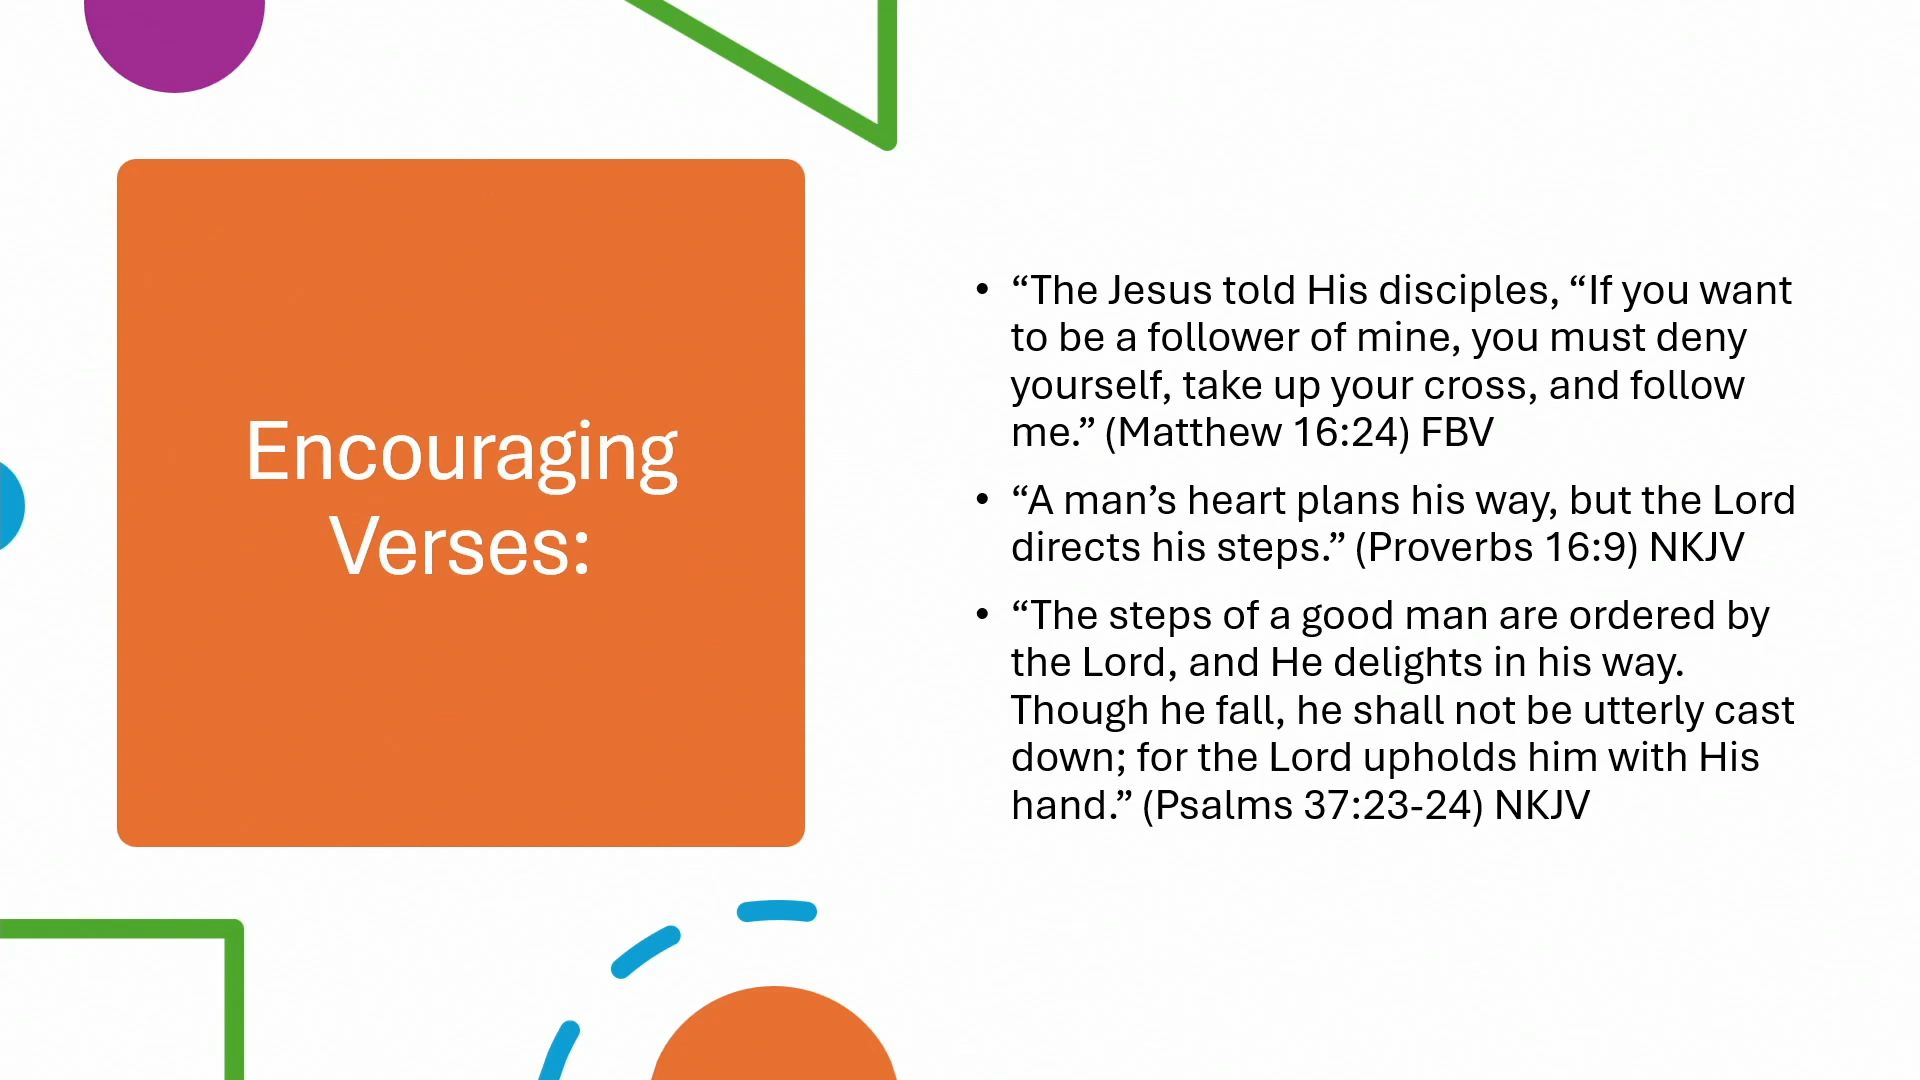 Encouraging
Verses:
• “The Jesus told His disciples, “If you want
to be a follower of mine, you must deny
yourself, take up your cross, and follow
me.” (Matthew 16:24) FBV
• “A man’s heart plans his way, but the Lord
directs his steps.” (Proverbs 16:9) NKJV
• “The steps of a good man are ordered by
the Lord, and He delights in his way.
Though he fall, he shall not be utterly cast
down; for the Lord upholds him with His
hand.” (Psalms 37:23-24) NKJV